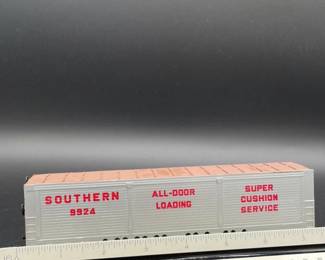 SOUTHERN
9924
ALL-DOOR
LOADING
SUPER
CUSHION
SERVICE